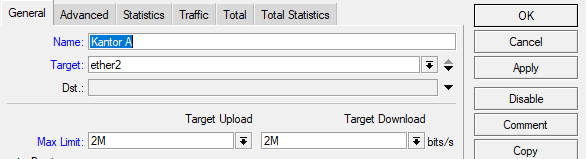 General Advanced Statistics Traffic Total Total Statistics
OK
Name: Kantor A
Cancel
Target: ether2
Apply
Dst.:
Disable
Target Upload Target Download
Comment
Max Limit: 2M 2M bits/s
Copy